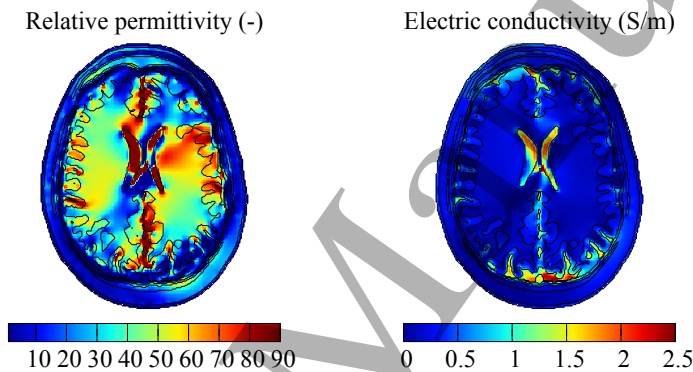 Relative permittivity (-)
Electric conductivity (S/m)
10 20 30 40 50 60 70 80 90
0 0.5 1 1.5 2 2.5